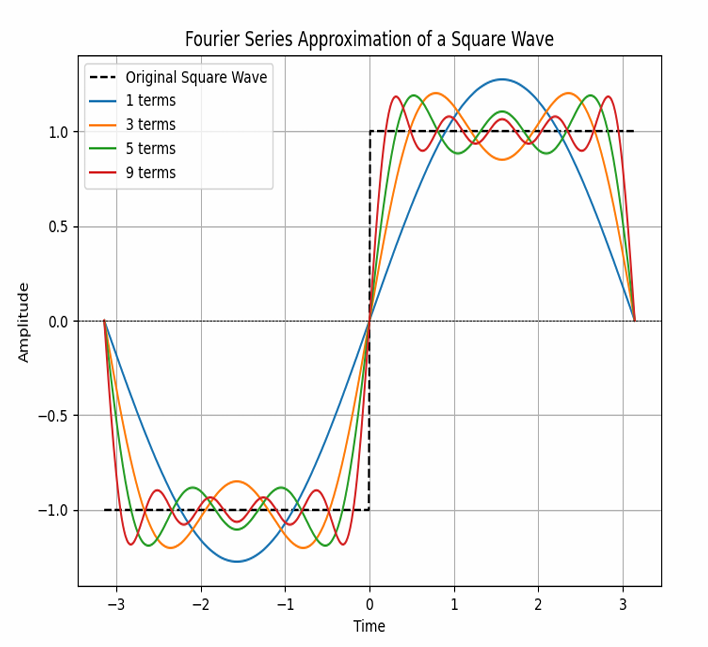 Fourier Series Approximation of a Square Wave
Original Square Wave
1 terms
3 terms
5 terms
9 terms
1.0
0.5
0.0
−0.5
−1.0
Amplitude
−3 −2 −1 0 1 2 3
Time